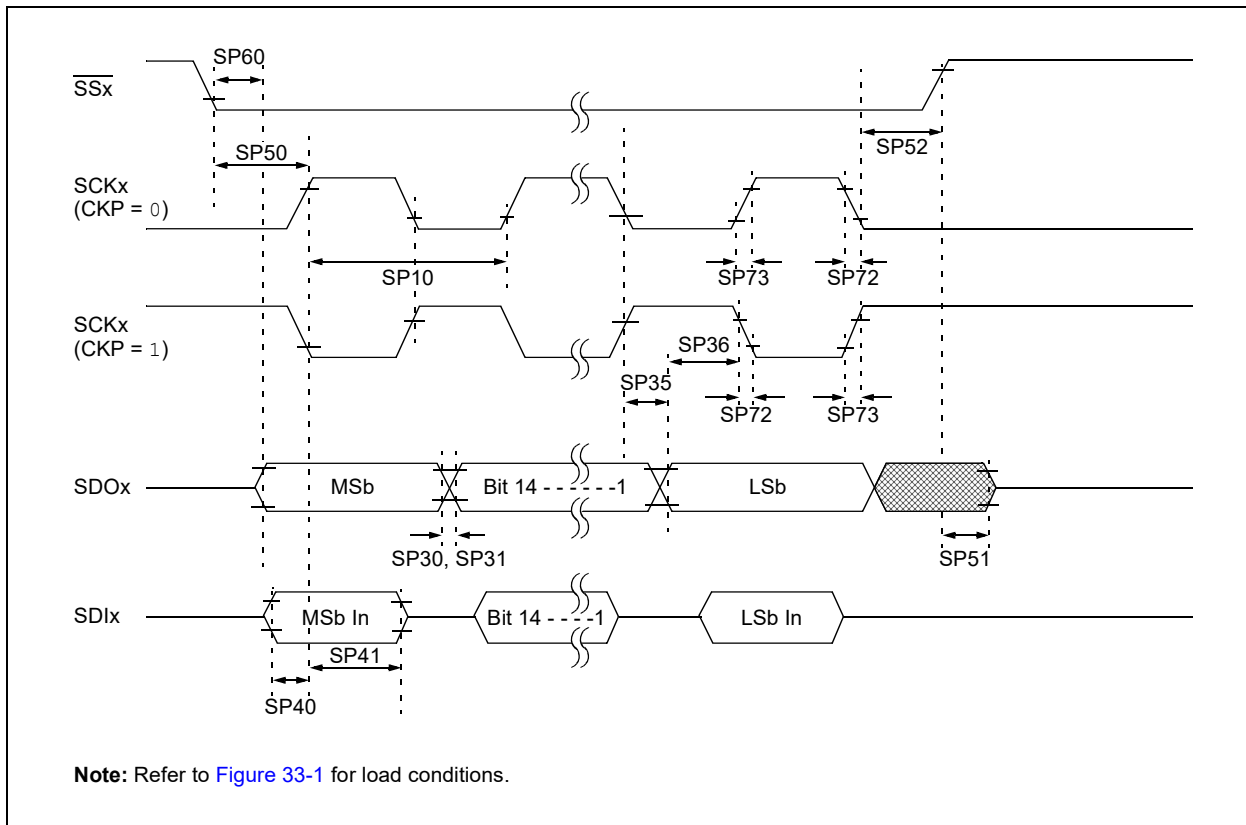 SP60
SSx
SP50
SP52
SCKx
(CKP = 0)
SP10
SP73
SP72
SCKx
(CKP = 1)
SP36
SP35
SP72
SP73
SDOx
MSb
Bit 14 - - - - - -1
LSb
SP30, SP31
SP51
SDIx
MSb In
Bit 14 - - - -1
LSb In
SP41
SP40
Note: Refer to Figure 33-1 for load conditions.